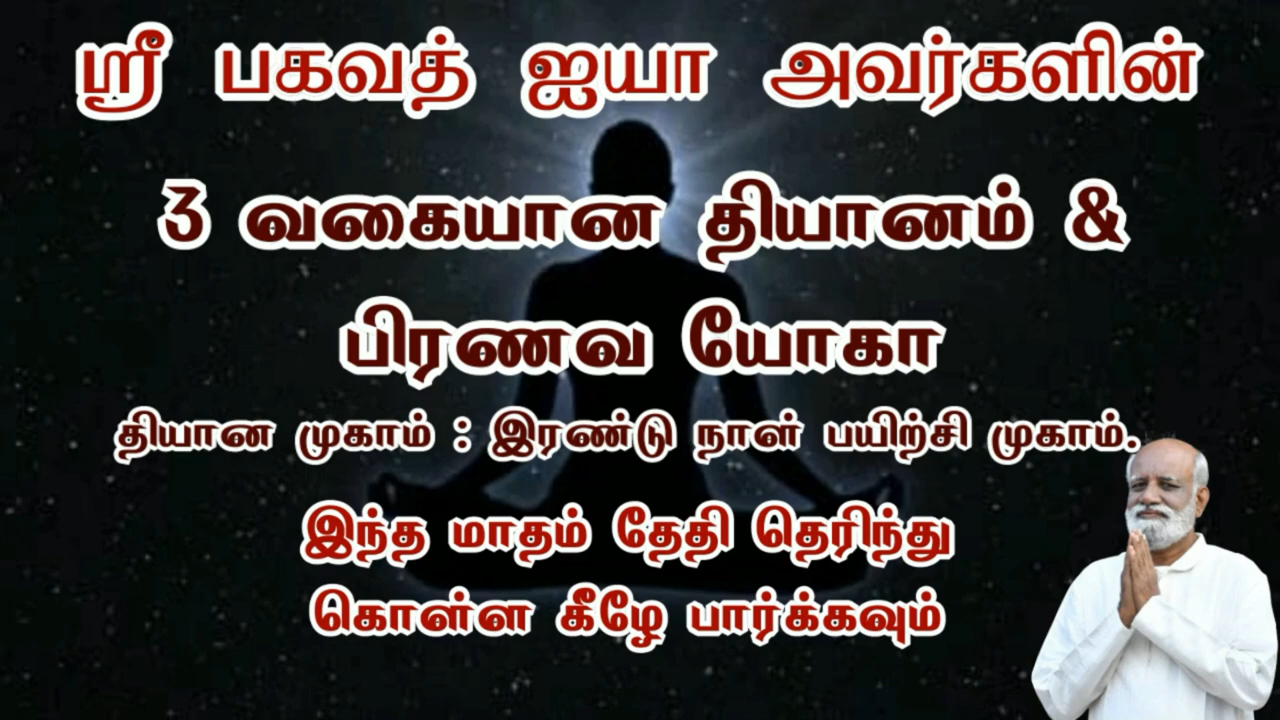 ஸ்ரீ பகவத் ஐயா அவர்களின்
3 வகையான தியானம் &
பிரணவ யோகா
தியான முகாம் : இரண்டு நாள் பயிற்சி முகாம்.
இந்த மாதம் தேதி தெரிந்து
கொள்ள கீழே பார்க்கவும்